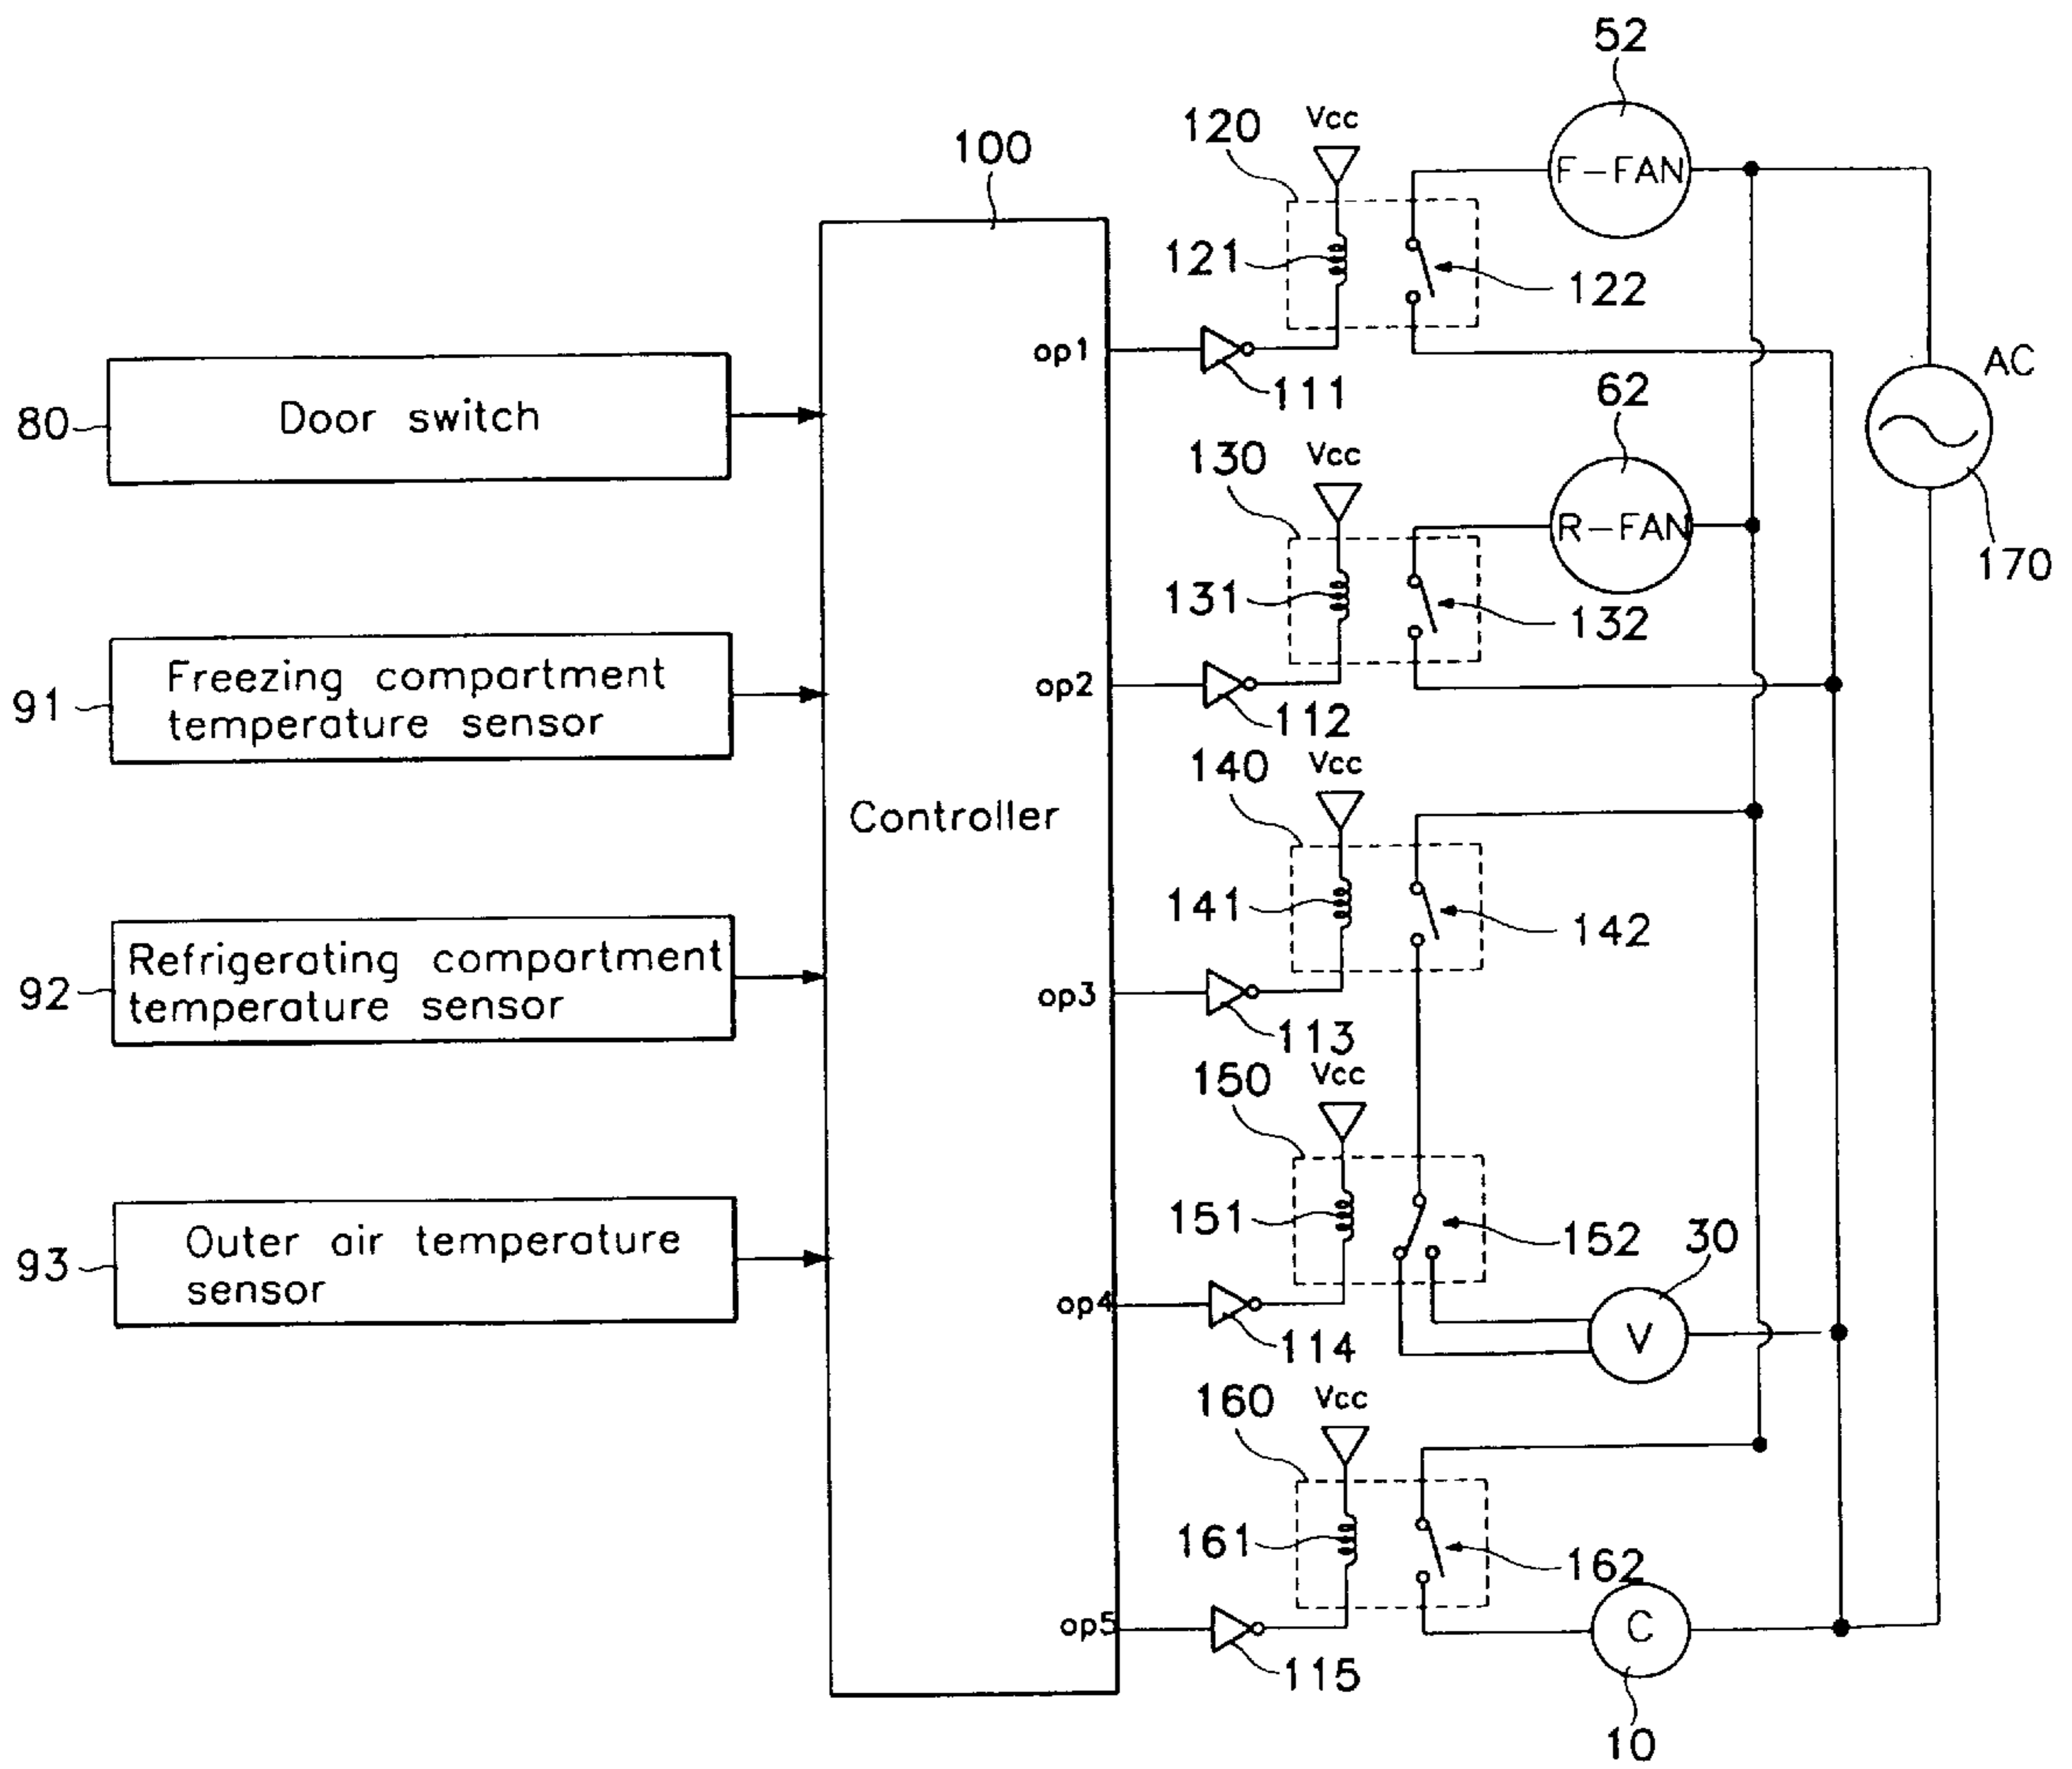 52
120
Vcc
100
F-FAN
121
122
op1
AC
111
80
Door switch
62
130
Vcc
R-FAN
170
131
132
91
Freezing compartment
temperature sensor
op2
112
140
Vcc
Controller
141
142
92
Refrigerating compartment
temperature sensor
op3
113
150
Vcc
151
152
30
93
Outer air temperature
sensor
op4
114
V
160
Vcc
161
162
op5
C
115
10